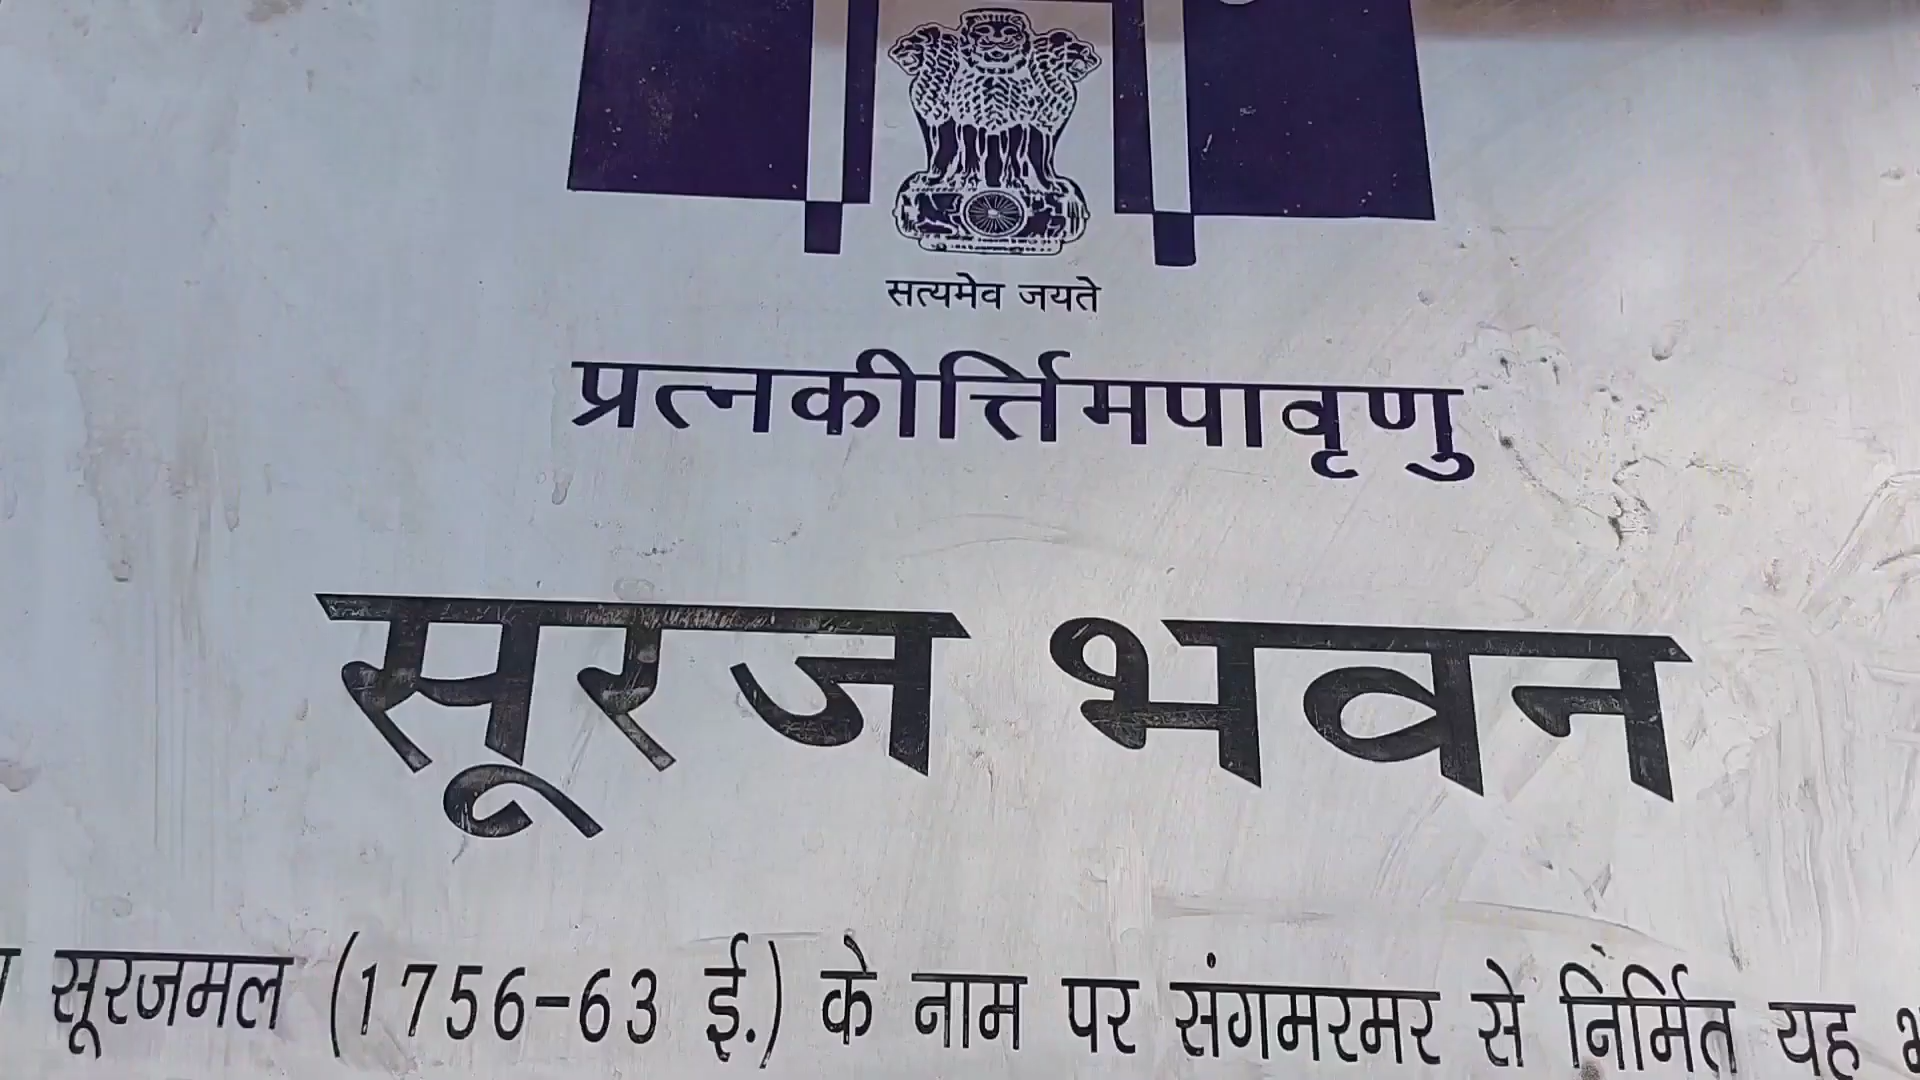 सत्यमेव जयते
प्रत्नकीर्त्तिमपावृणु
सूरज भवन
सूरजमल (1756-63 ई.) के नाम पर संगमरमर से निर्मित यह